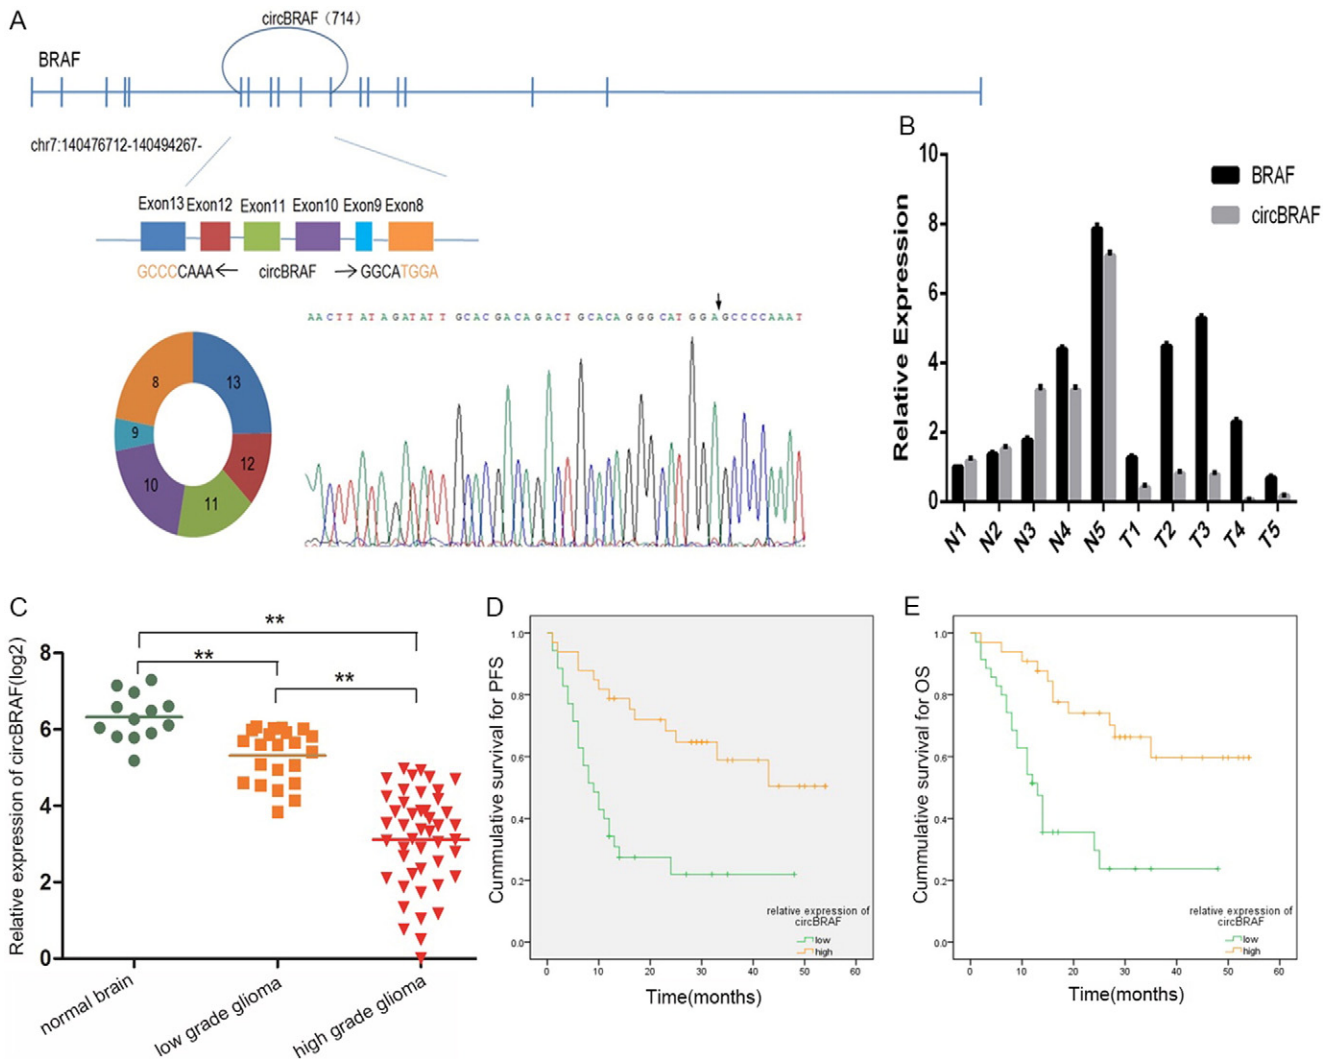 A
circBRAF（714）
BRAF
chr7:140476712-140494267-
Exon13 Exon12 Exon11 Exon10 Exon9 Exon8
GCCCCAAA circBRAF GGCATGGA
AACTTATAGATATT GCACGACAGACTGCACAGGGCATGGAGCCCCAAAT
8
13
9
12
10
11
B
Relative Expression
10
8
6
4
2
0
BRAF
circBRAF
N1 N2 N3 N4 N5 T1 T2 T3 T4 T5
C
Relative expression of circBRAF(log2)
8
6
4
2
0
**
**
**
normal brain
low grade glioma
high grade glioma
D
Cummulative survival for PFS
1.0
0.8
0.6
0.4
0.2
0.0
0 10 20 30 40 50 60
Time(months)
relative expression of
circBRAF
low
high
E
Cummulative survival for OS
1.0
0.8
0.6
0.4
0.2
0.0
0 10 20 30 40 50 60
Time(months)
relative expression of
circBRAF
low
high